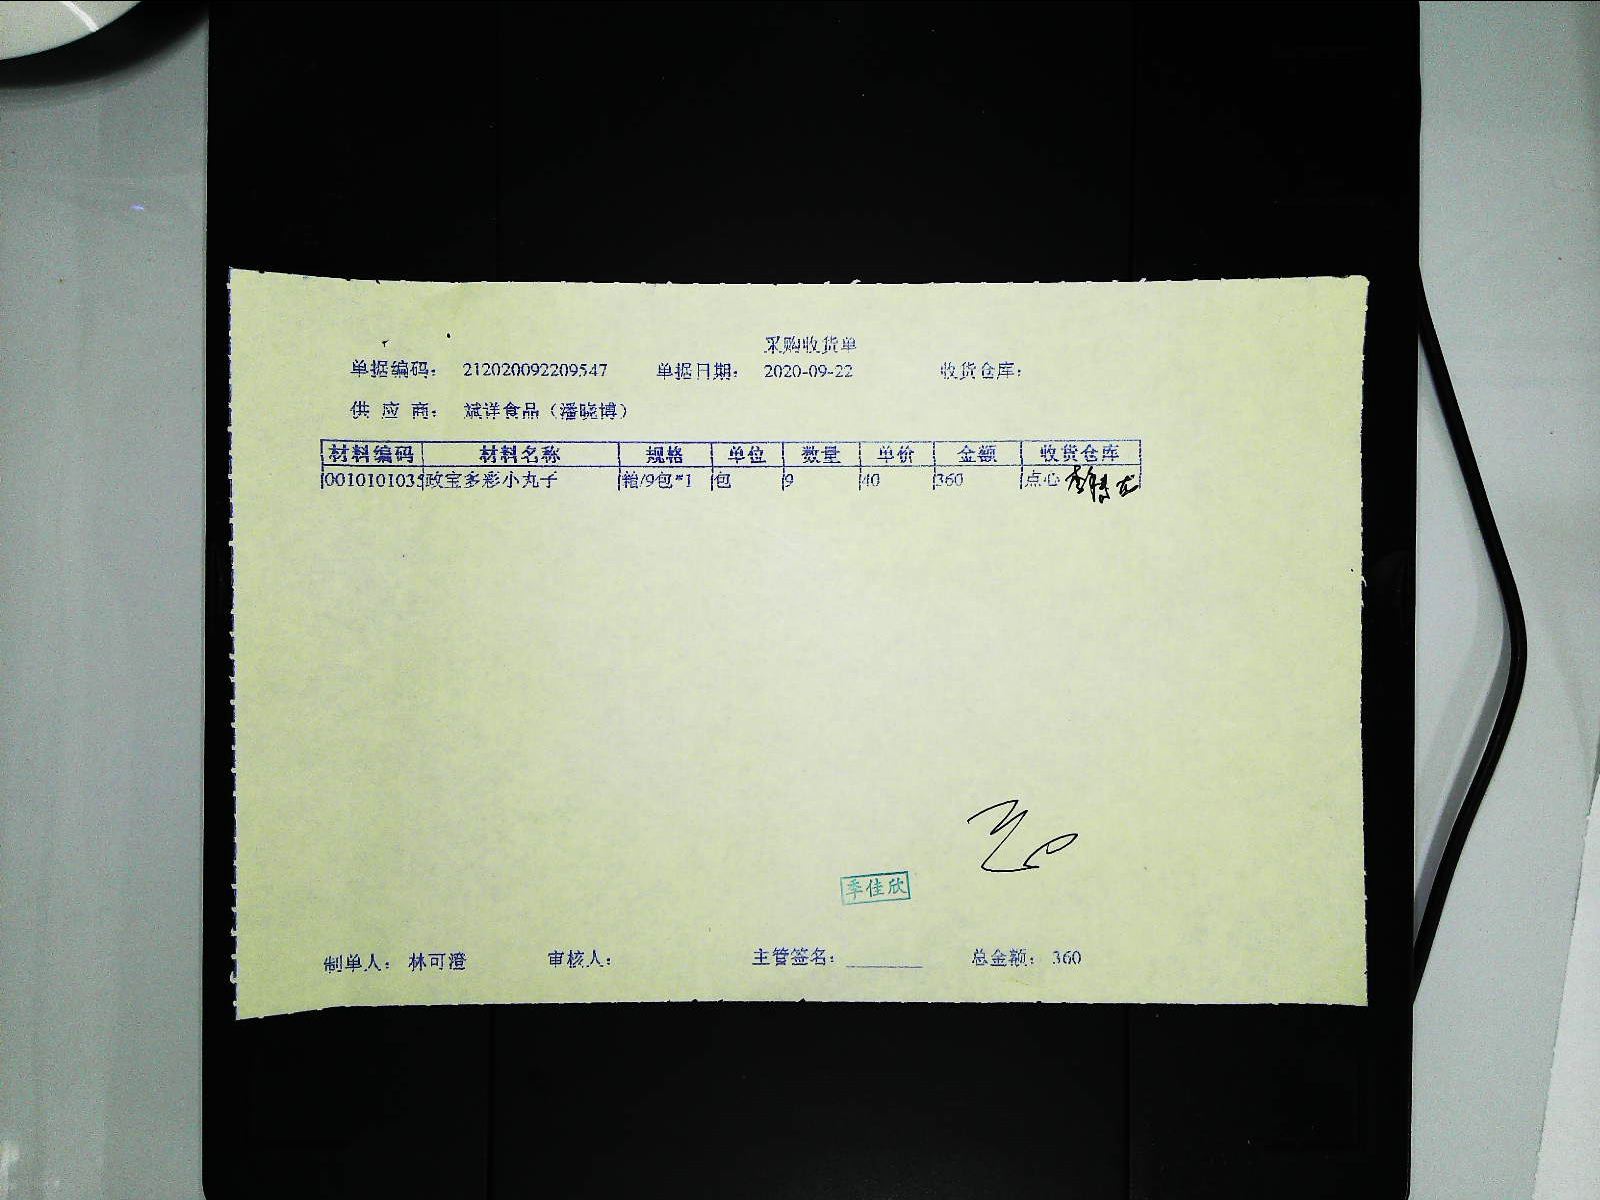 采购收货单
单据编码： 212020092209547 单据日期： 2020-09-22 收货仓库：
供 应 商： 斌洋食品（潘晓博）
材料编码 材料名称 规格 单位 数量 单价 金额 收货仓库
0010101035 政宝多彩小丸子 箱/9包*1 包 9 40 360 点心
季佳欣
制单人： 林可澄 审核人： 主管签名： ________ 总金额： 360